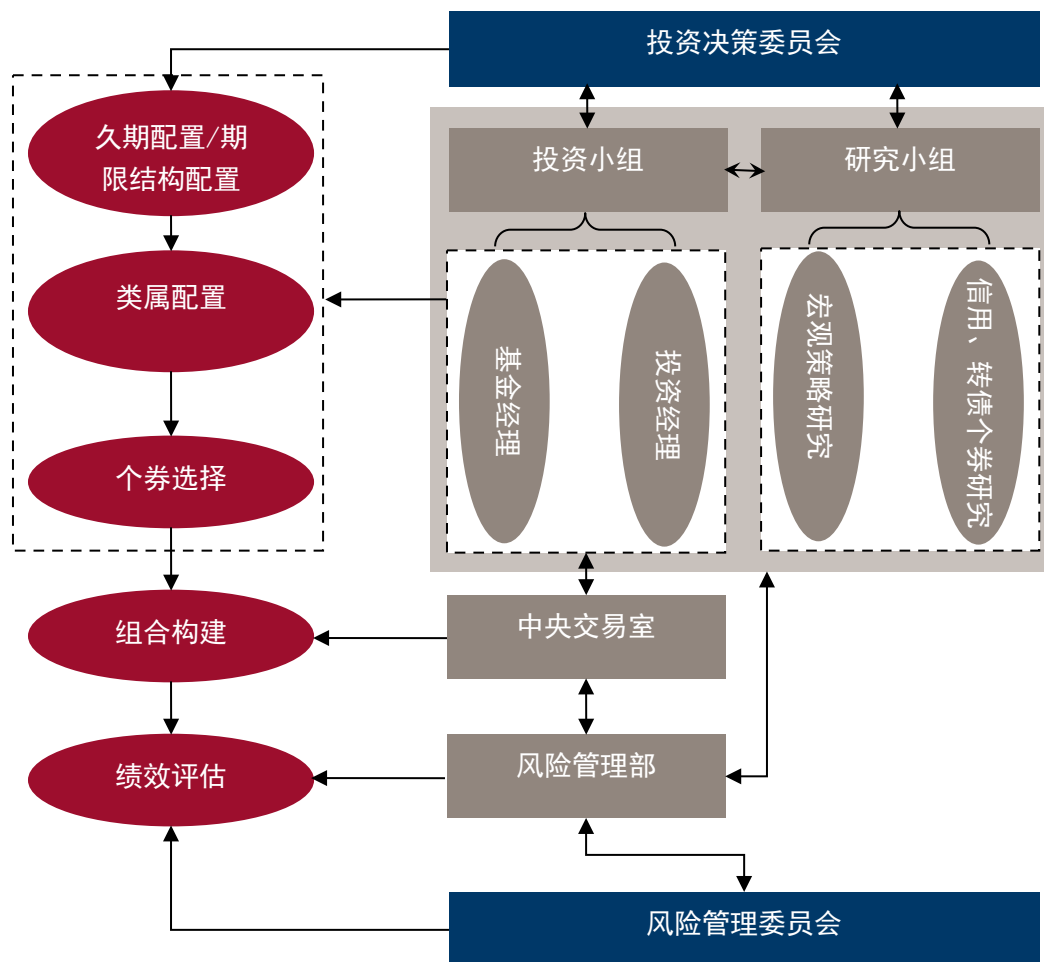 投资决策委员会
久期配置/期
限结构配置
投资小组
研究小组
类属配置
基金经理
投资经理
宏观策略研究
信用、转债个券研究
个券选择
组合构建
中央交易室
绩效评估
风险管理部
风险管理委员会